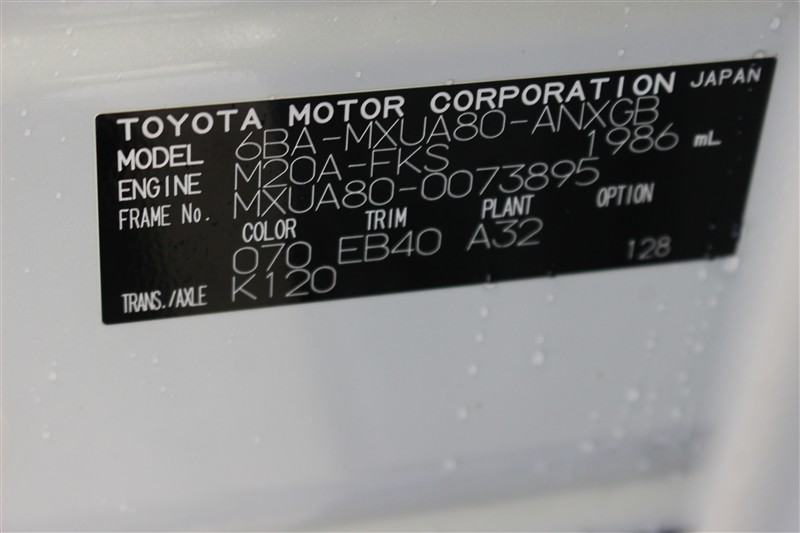 TOYOTA MOTOR CORPORATION JAPAN
MODEL 6BA-MXUA80-ANXGB
ENGINE M20A-FKS 1986 mL
FRAME No. MXUA80-0073895
COLOR TRIM PLANT OPTION
070 EB40 A32
TRANS./AXLE K120 128